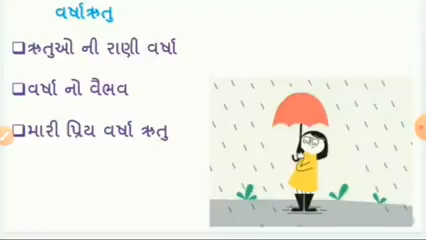 વર્ષાઋતુ
ઋતુઓ ની રાણી વર્ષા
વર્ષા નો વૈભવ
મારી પ્રિય વર્ષા ઋતુ